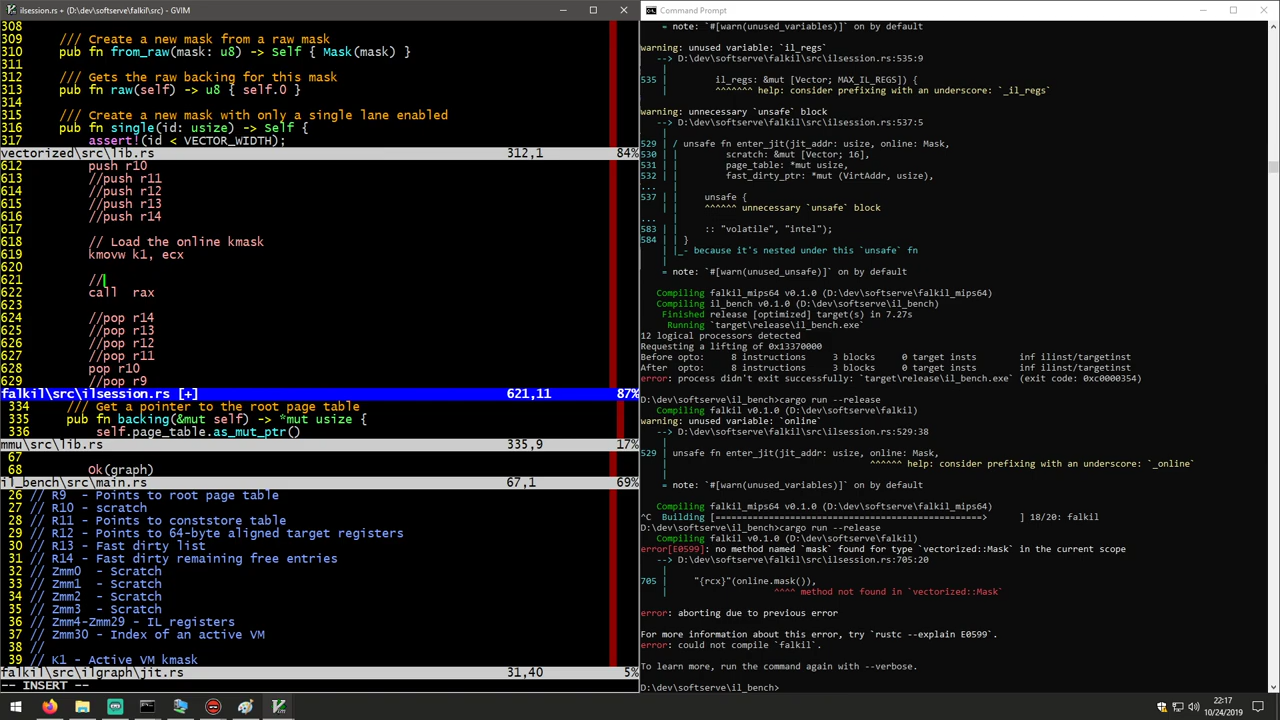 ilsession.rs + (D:\dev\softserve\falkil\src) - GVIM
308
309     /// Create a new mask from a raw mask
310     pub fn from_raw(mask: u8) -> Self { Mask(mask) }
311
312     /// Gets the raw backing for this mask
313     pub fn raw(self) -> u8 { self.0 }
314
315     /// Create a new mask with only a single lane enabled
316     pub fn single(id: usize) -> Self {
317         assert!(id < VECTOR_WIDTH);
vectorized\src\lib.rs 312,1 84%
612         push r10
613         //push r11
614         //push r12
615         //push r13
616         //push r14
617
618         // Load the online kmask
619         kmovw k1, ecx
620
621         //
622         call  rax
623
624         //pop r14
625         //pop r13
626         //pop r12
627         //pop r11
628         pop r10
629         //pop r9
falkil\src\ilsession.rs [+] 621,11 87%
334     /// Get a pointer to the root page table
335     pub fn backing(&mut self) -> *mut usize {
336         self.page_table.as_mut_ptr()
mmu\src\lib.rs 335,9 17%
67
68         Ok(graph)
il_bench\src\main.rs 67,1 69%
26 // R9  - Points to root page table
27 // R10 - scratch
28 // R11 - Points to conststore table
29 // R12 - Points to 64-byte aligned target registers
30 // R13 - Fast dirty list
31 // R14 - Fast dirty remaining free entries
32 // Zmm0  - Scratch
33 // Zmm1  - Scratch
34 // Zmm2  - Scratch
35 // Zmm3  - Scratch
36 // Zmm4-Zmm29 - IL registers
37 // Zmm30 - Index of an active VM
38
39 // K1 - Active VM kmask
falkil\src\ilgraph\jit.rs 31,40 5%
-- INSERT --
Command Prompt
= note: `#[warn(unused_variables)]` on by default
warning: unused variable: `il_regs`
--> D:\dev\softserve\falkil\src\ilsession.rs:535:9
|
535 |         il_regs: &mut [Vector; MAX_IL_REGS]) {
|         ^^^^^^^ help: consider prefixing with an underscore: `_il_regs`
warning: unnecessary `unsafe` block
--> D:\dev\softserve\falkil\src\ilsession.rs:537:5
|
529 | / unsafe fn enter_jit(jit_addr: usize, online: Mask,
530 | |         scratch: &mut [Vector; 16],
531 | |         page_table: *mut usize,
532 | |         fast_dirty_ptr: *mut (VirtAddr, usize),
... |
537 | |     unsafe {
| |     ^^^^^^ unnecessary `unsafe` block
... |
583 | |     :: "volatile", "intel");
584 | | }
| |_- because it's nested under this `unsafe` fn
|
= note: `#[warn(unused_unsafe)]` on by default
Compiling falkil_mips64 v0.1.0 (D:\dev\softserve\falkil_mips64)
Compiling il_bench v0.1.0 (D:\dev\softserve\il_bench)
Finished release [optimized] target(s) in 7.27s
Running `target\release\il_bench.exe`
12 logical processors detected
Requesting a lifting of 0x13370000
Before opto:    8 instructions    3 blocks    0 target insts    inf ilinst/targetinst
After  opto:    8 instructions    3 blocks    0 target insts    inf ilinst/targetinst
error: process didn't exit successfully: `target\release\il_bench.exe` (exit code: 0xc0000354)
D:\dev\softserve\il_bench>cargo run --release
Compiling falkil v0.1.0 (D:\dev\softserve\falkil)
warning: unused variable: `online`
--> D:\dev\softserve\falkil\src\ilsession.rs:529:38
|
529 | unsafe fn enter_jit(jit_addr: usize, online: Mask,
|                                      ^^^^^^ help: consider prefixing with an underscore: `_online`
|
= note: `#[warn(unused_variables)]` on by default
Compiling falkil_mips64 v0.1.0 (D:\dev\softserve\falkil_mips64)
^C  Building [==================================================>      ] 18/20: falkil
D:\dev\softserve\il_bench>cargo run --release
Compiling falkil v0.1.0 (D:\dev\softserve\falkil)
error[E0599]: no method named `mask` found for type `vectorized::Mask` in the current scope
--> D:\dev\softserve\falkil\src\ilsession.rs:705:20
|
705 |     "{rcx}"(online.mask()),
|                    ^^^^ method not found in `vectorized::Mask`
error: aborting due to previous error
For more information about this error, try `rustc --explain E0599`.
error: could not compile `falkil`.
To learn more, run the command again with --verbose.
D:\dev\softserve\il_bench>
22:17
10/24/2019